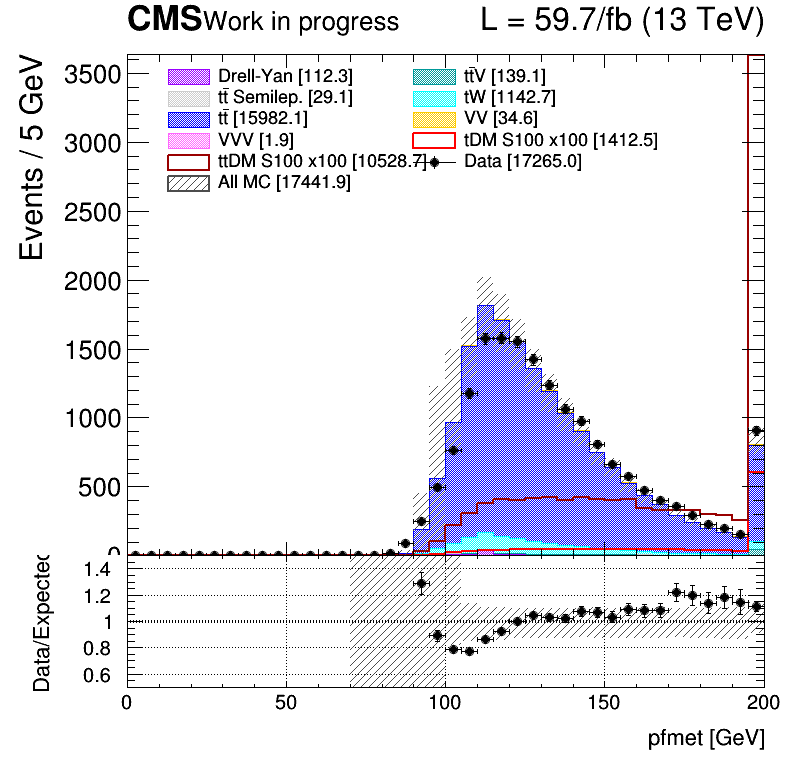 CMS Work in progress L = 59.7/fb (13 TeV)
Events / 5 GeV
3500
3000
2500
2000
1500
1000
500
0
Drell-Yan [112.3] tt̄V [139.1]
tt̄ Semilep. [29.1] tW [1142.7]
tt̄ [15982.1] VV [34.6]
VVV [1.9] tDM S100 x100 [1412.5]
ttDM S100 x100 [10528.7] Data [17265.0]
All MC [17441.9]
Data/Expected
1.4
1.2
1
0.8
0.6
0 50 100 150 200
pfmet [GeV]